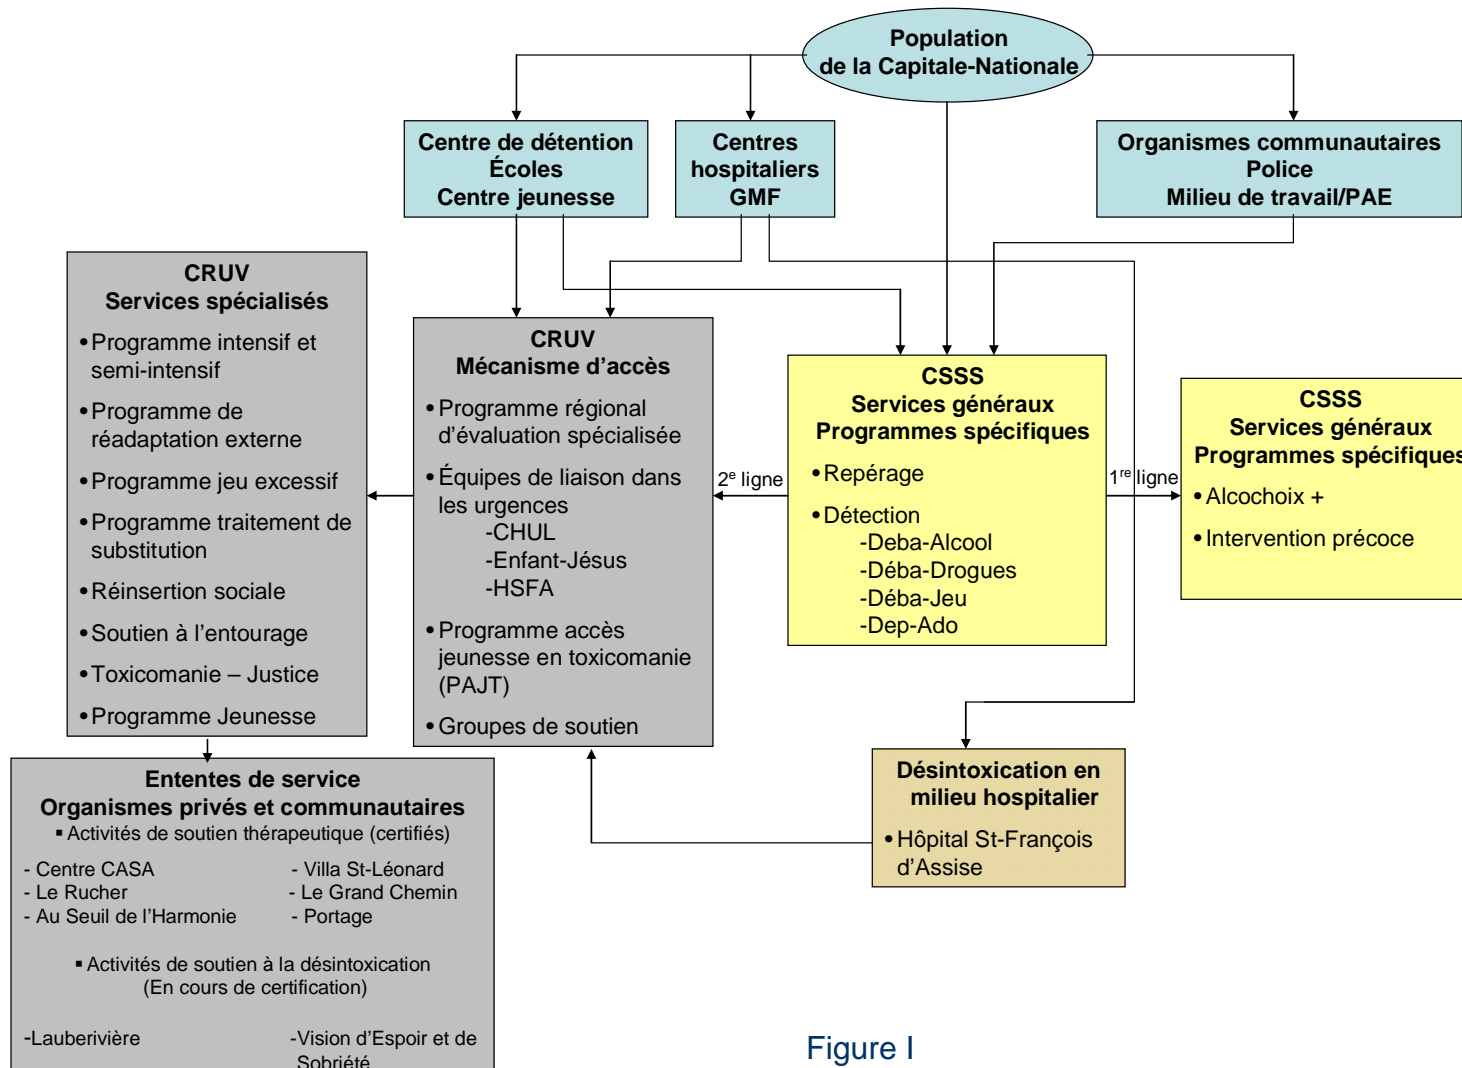 Population
de la Capitale-Nationale
Centre de détention
Écoles
Centre jeunesse
Centres
hospitaliers
GMF
Organismes communautaires
Police
Milieu de travail/PAE
CRUV
Services spécialisés
• Programme intensif et
semi-intensif
• Programme de
réadaptation externe
• Programme jeu excessif
• Programme traitement de
substitution
• Réinsertion sociale
• Soutien à l'entourage
• Toxicomanie – Justice
• Programme Jeunesse
CRUV
Mécanisme d'accès
• Programme régional
d'évaluation spécialisée
• Équipes de liaison dans
les urgences
-CHUL
-Enfant-Jésus
-HSFA
• Programme accès
jeunesse en toxicomanie
(PAJT)
• Groupes de soutien
2e ligne
CSSS
Services généraux
Programmes spécifiques
• Repérage
• Détection
-Deba-Alcool
-Déba-Drogues
-Déba-Jeu
-Dep-Ado
1re ligne
CSSS
Services généraux
Programmes spécifiques
• Alcochoix +
• Intervention précoce
Désintoxication en
milieu hospitalier
• Hôpital St-François
d'Assise
Ententes de service
Organismes privés et communautaires
▪ Activités de soutien thérapeutique (certifiés)
- Centre CASA - Villa St-Léonard
- Le Rucher - Le Grand Chemin
- Au Seuil de l'Harmonie - Portage
▪ Activités de soutien à la désintoxication
(En cours de certification)
-Lauberivière -Vision d'Espoir et de
Sobriété
Figure I